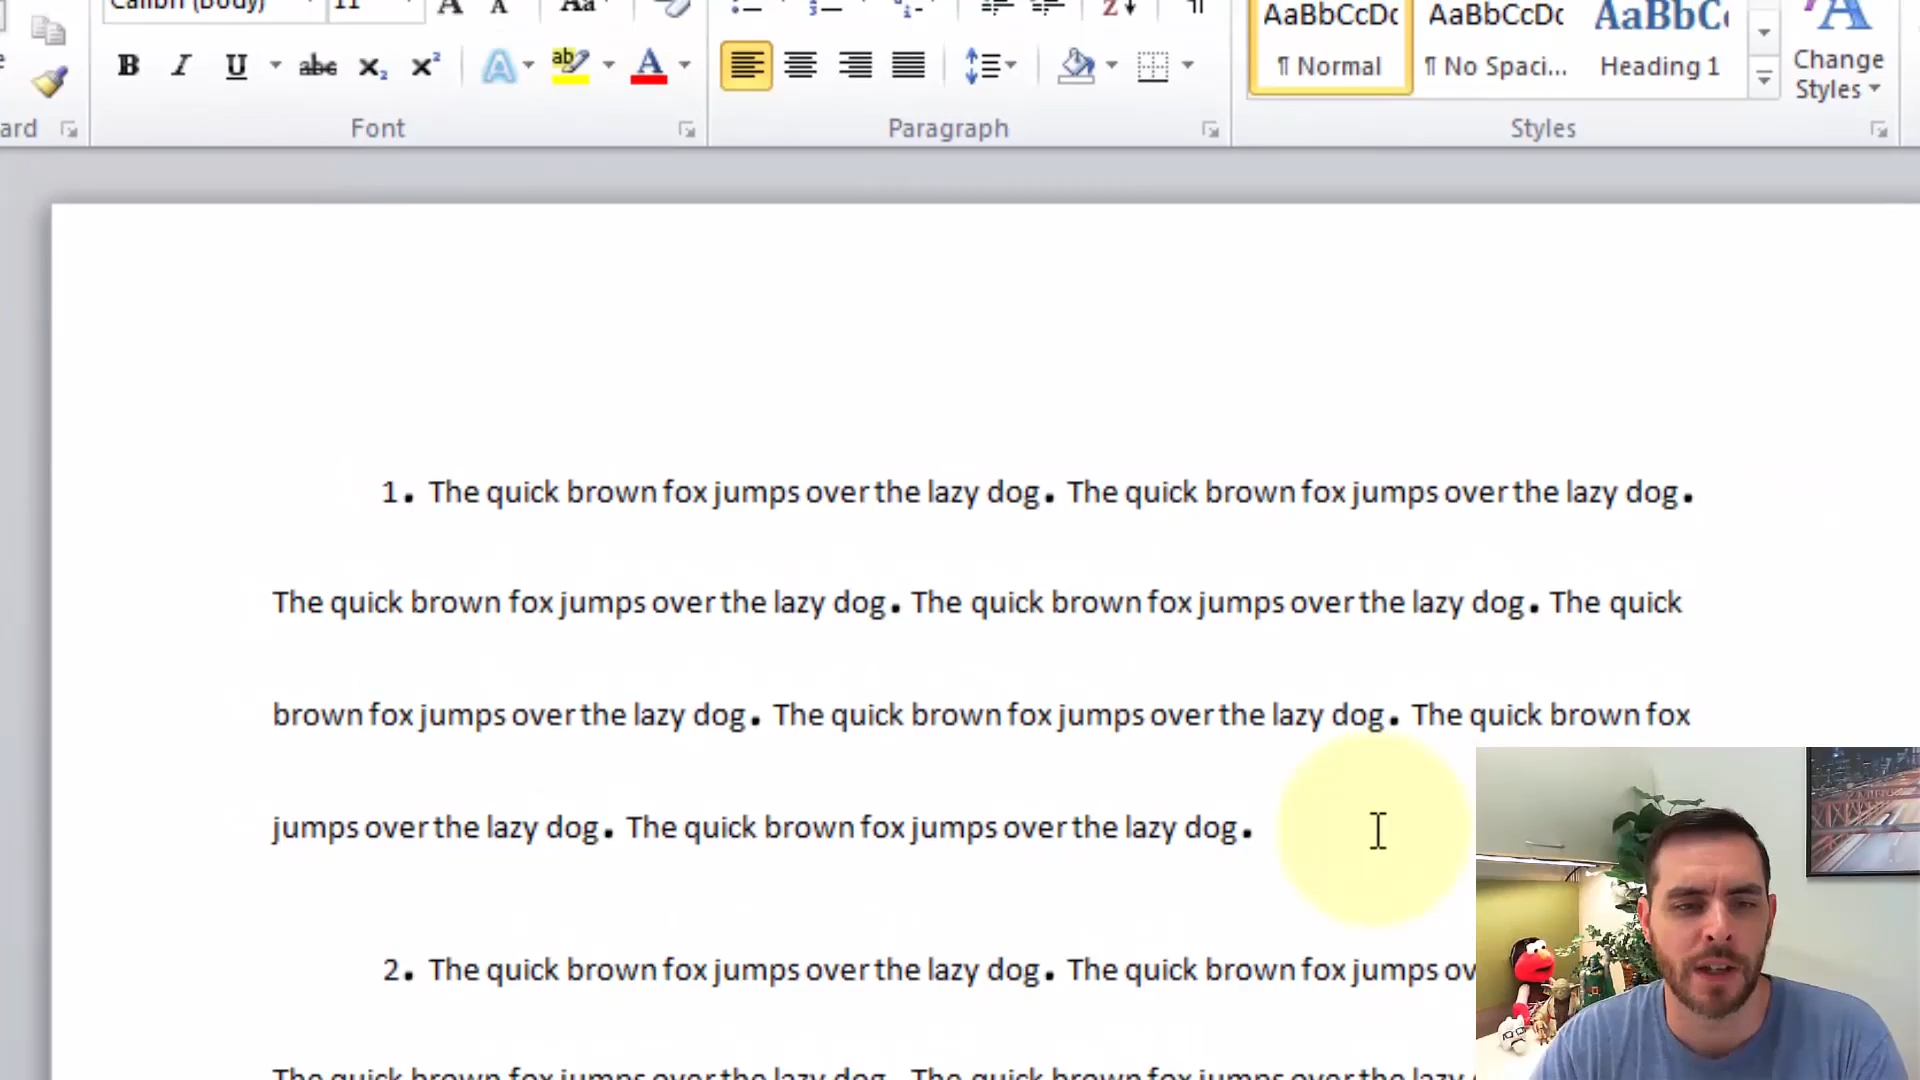 Calibri (Body) 11 A A Aa
AaBbCcDc AaBbCcDc AaBbC
B I U abc X₂ X² A ab A
¶ Normal ¶ No Spaci... Heading 1 Change
Styles
ard Font Paragraph Styles
1. The quick brown fox jumps over the lazy dog. The quick brown fox jumps over the lazy dog.
The quick brown fox jumps over the lazy dog. The quick brown fox jumps over the lazy dog. The quick
brown fox jumps over the lazy dog. The quick brown fox jumps over the lazy dog. The quick brown fox
jumps over the lazy dog. The quick brown fox jumps over the lazy dog.
2. The quick brown fox jumps over the lazy dog. The quick brown fox jumps ov
The quick brown fox jumps over the lazy dog. The quick brown fox jumps over the lazy